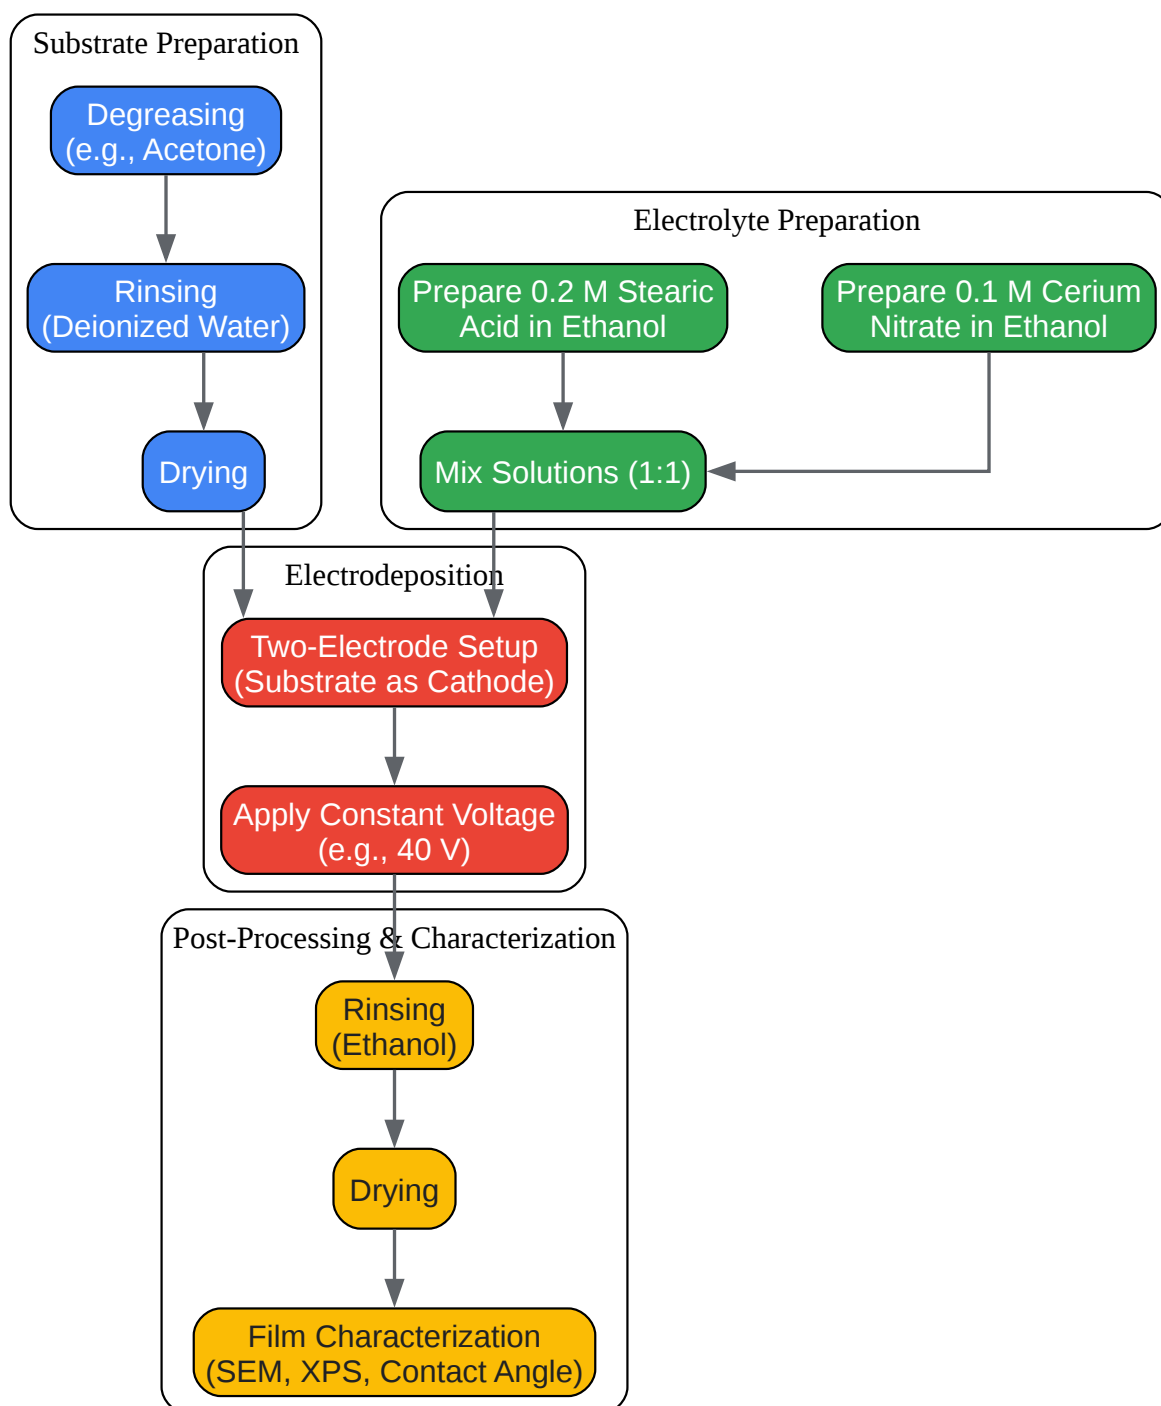 Substrate Preparation
Degreasing
(e.g., Acetone)
Rinsing
(Deionized Water)
Drying
Electrolyte Preparation
Prepare 0.2 M Stearic
Acid in Ethanol
Prepare 0.1 M Cerium
Nitrate in Ethanol
Mix Solutions (1:1)
Electrodeposition
Two-Electrode Setup
(Substrate as Cathode)
Apply Constant Voltage
(e.g., 40 V)
Post-Processing & Characterization
Rinsing
(Ethanol)
Drying
Film Characterization
(SEM, XPS, Contact Angle)